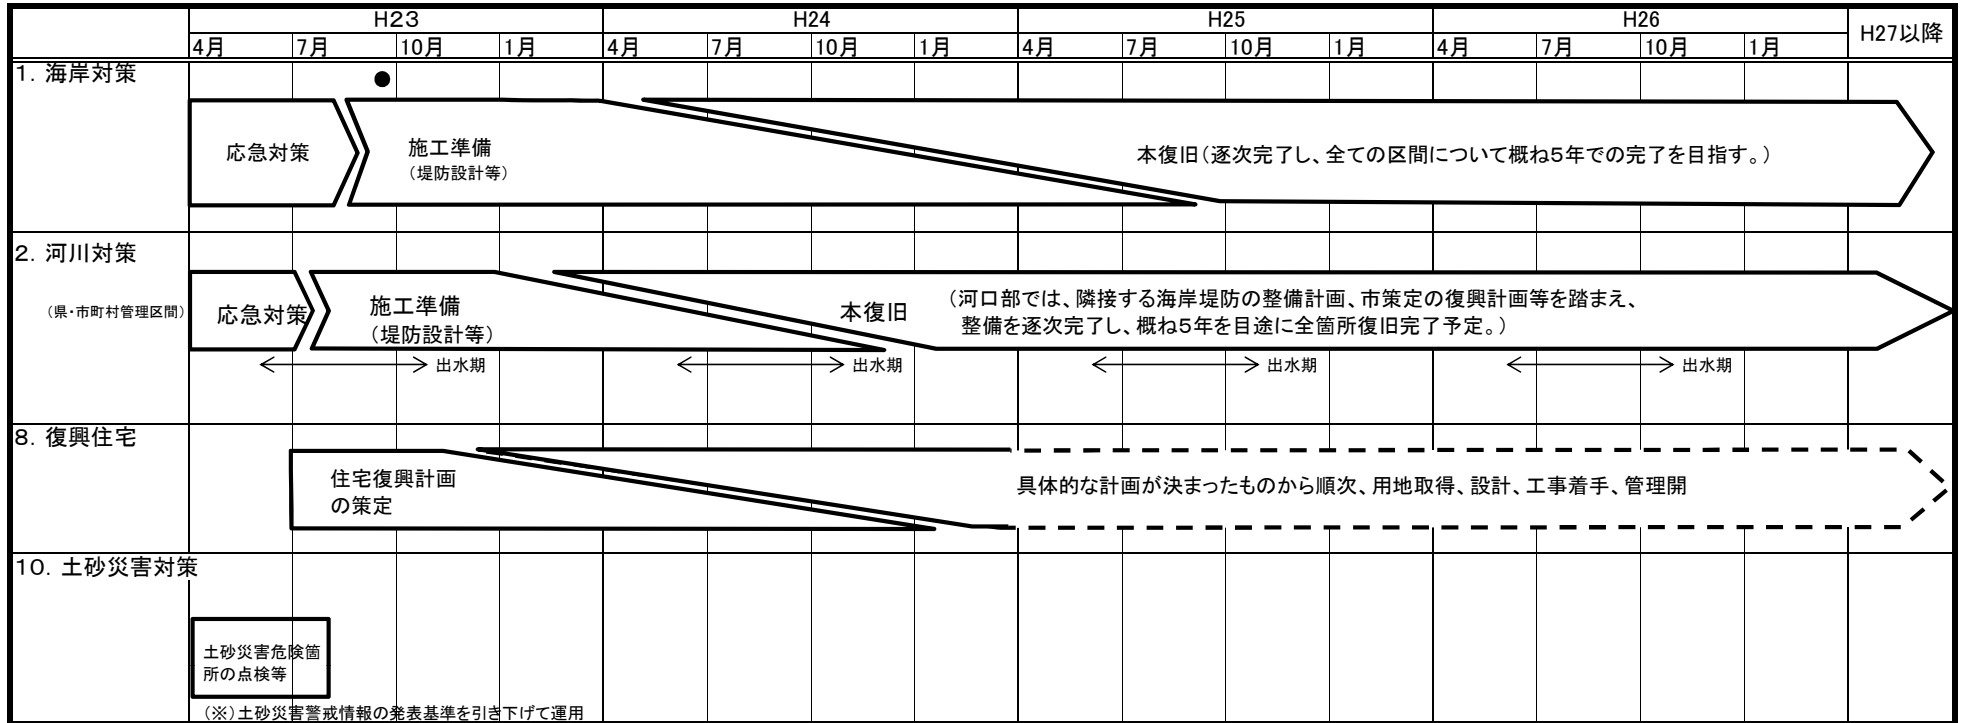 H23 H24 H25 H26 H27以降
4月 7月 10月 1月 4月 7月 10月 1月 4月 7月 10月 1月 4月 7月 10月 1月
1．海岸対策
●
応急対策
施工準備
（堤防設計等）
本復旧（逐次完了し、全ての区間について概ね５年での完了を目指す。）
2．河川対策
（県・市町村管理区間）
応急対策
施工準備
（堤防設計等）
本復旧
（河口部では、隣接する海岸堤防の整備計画、市策定の復興計画等を踏まえ、
整備を逐次完了し、概ね５年を目途に全箇所復旧完了予定。）
出水期 出水期 出水期 出水期
8．復興住宅
住宅復興計画
の策定
具体的な計画が決まったものから順次、用地取得、設計、工事着手、管理開
10．土砂災害対策
土砂災害危険箇
所の点検等
（※）土砂災害警戒情報の発表基準を引き下げて運用